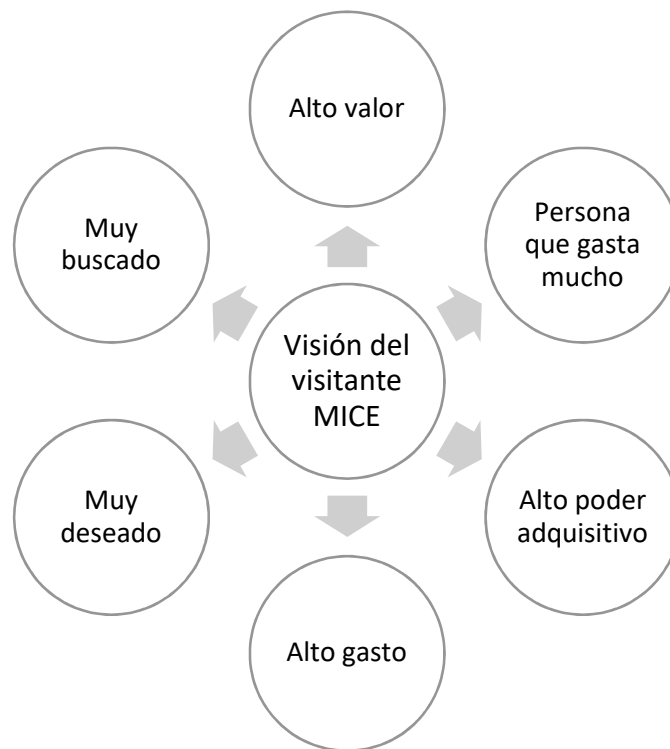 Alto valor
Persona
que gasta
mucho
Alto poder
adquisitivo
Alto gasto
Muy
deseado
Muy
buscado
Visión del
visitante
MICE